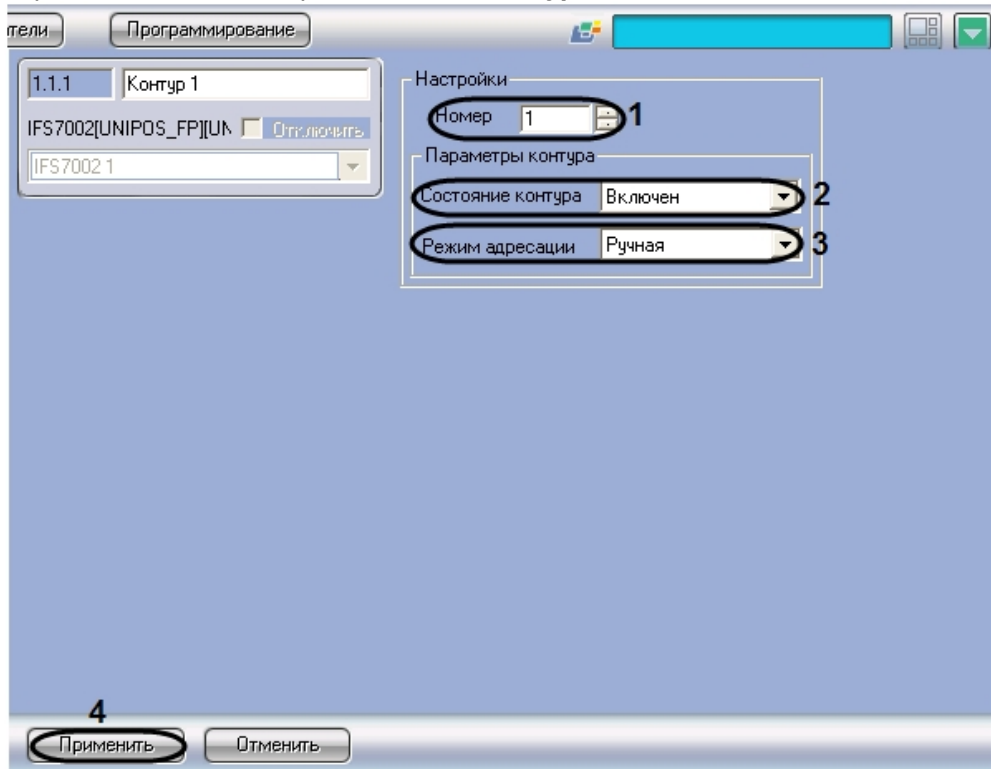 тели Программирование
1.1.1 Контур 1
IFS7002[UNIPOS_FP][UN Отключить
IFS7002 1
Настройки
Номер 1 1
Параметры контура
Состояние контура Включен 2
Режим адресации Ручная 3
4
Применить Отменить